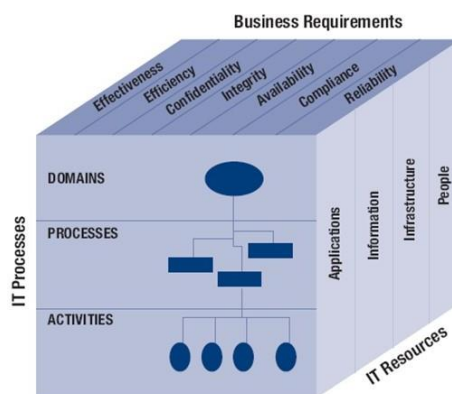 Business Requirements
Effectiveness
Efficiency
Confidentiality
Integrity
Availability
Compliance
Reliability
IT Processes
DOMAINS
PROCESSES
ACTIVITIES
Applications
Information
Infrastructure
People
IT Resources